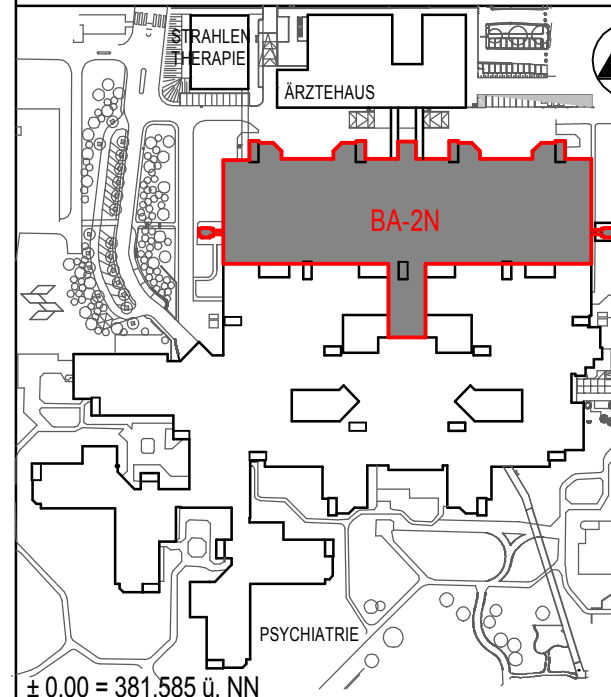 STRAHLEN
THERAPIE
ÄRZTEHAUS
BA-2N
PSYCHIATRIE
± 0.00 = 381.585 ü. NN